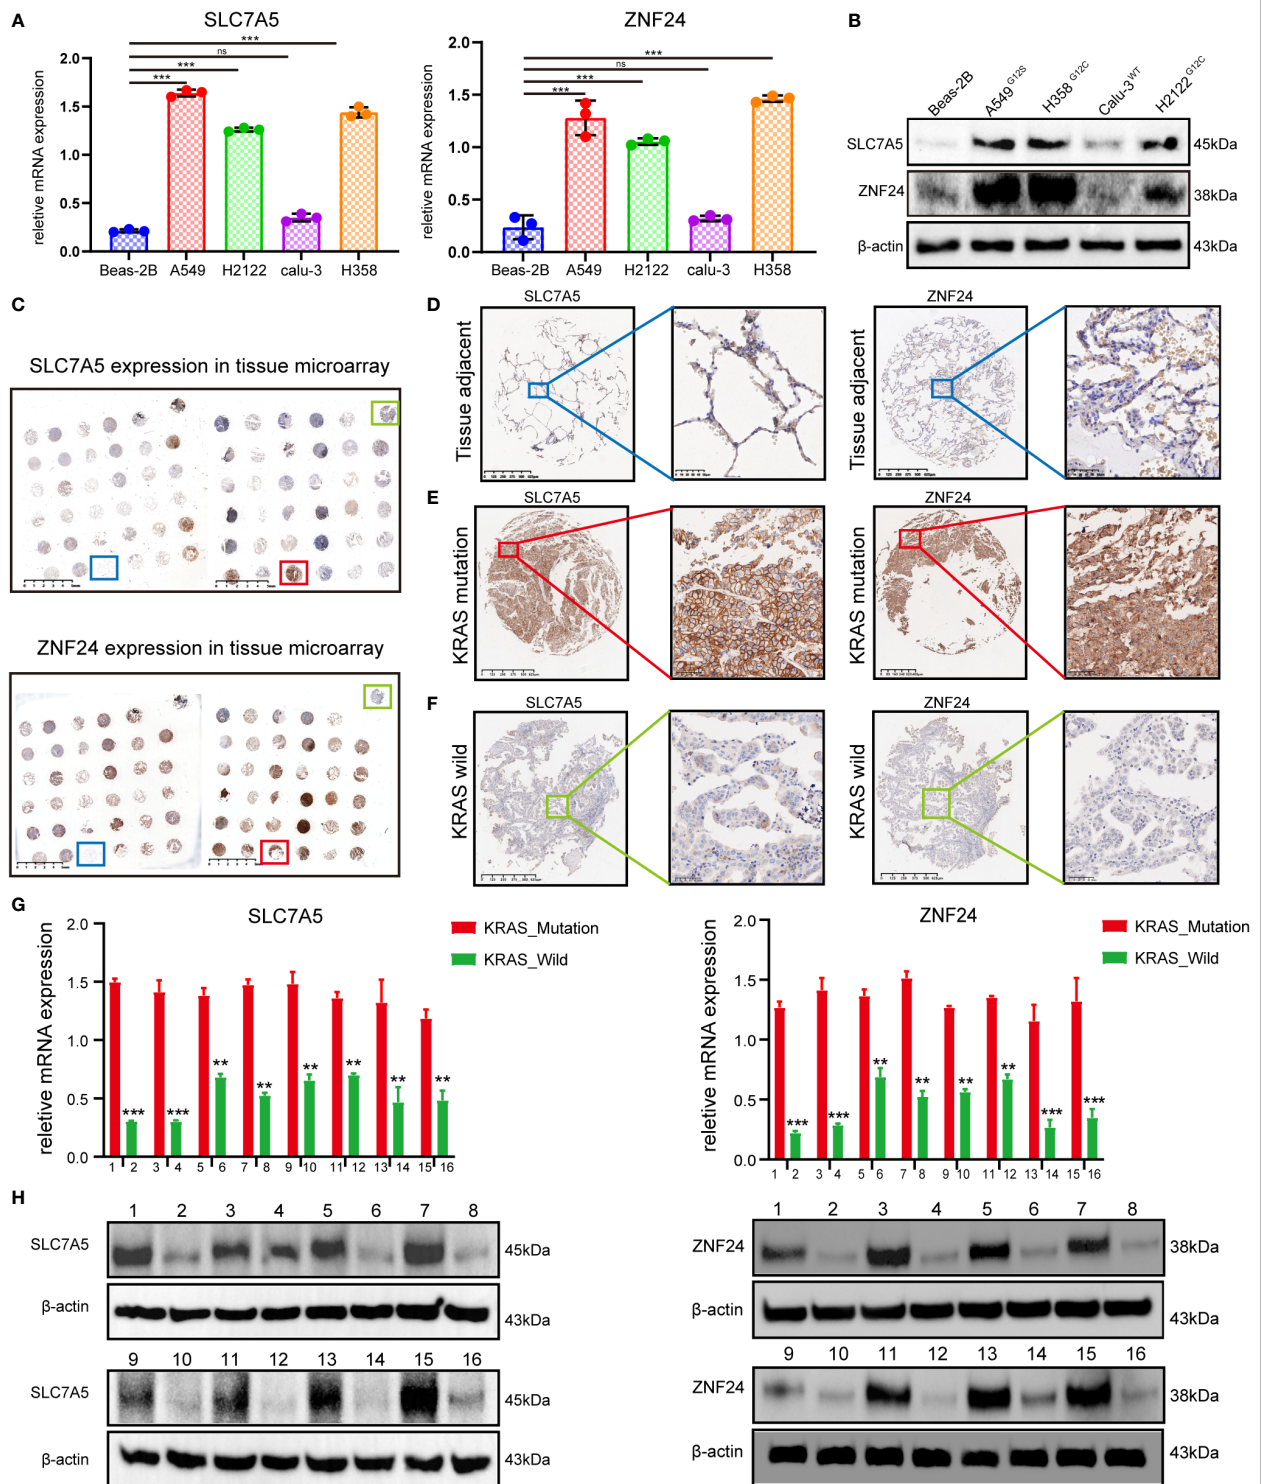 A
SLC7A5
ZNF24
B
***
ns
***
***
***
ns
***
***
reletive mRNA expression
2.0
1.5
1.0
0.5
0.0
Beas-2B A549 H2122 calu-3 H358
reletive mRNA expression
2.0
1.5
1.0
0.5
0.0
Beas-2B A549 H2122 calu-3 H358
Beas-2B A549 G12S H358 G12C Calu-3 WT H2122 G12C
SLC7A5 45kDa
ZNF24 38kDa
β-actin 43kDa
C
SLC7A5 expression in tissue microarray
ZNF24 expression in tissue microarray
D
SLC7A5 ZNF24
Tissue adjacent
Tissue adjacent
E
SLC7A5 ZNF24
KRAS mutation
KRAS mutation
F
SLC7A5 ZNF24
KRAS wild
KRAS wild
G
SLC7A5
reletive mRNA expression
2.0
1.5
1.0
0.5
0.0
KRAS_Mutation
KRAS_Wild
*** *** ** ** ** ** ** **
1 2 3 4 5 6 7 8 9 10 11 12 13 14 15 16
ZNF24
reletive mRNA expression
2.0
1.5
1.0
0.5
0.0
KRAS_Mutation
KRAS_Wild
*** *** ** ** ** ** *** ***
1 2 3 4 5 6 7 8 9 10 11 12 13 14 15 16
H
1 2 3 4 5 6 7 8
SLC7A5 45kDa
β-actin 43kDa
9 10 11 12 13 14 15 16
SLC7A5 45kDa
β-actin 43kDa
1 2 3 4 5 6 7 8
ZNF24 38kDa
β-actin 43kDa
9 10 11 12 13 14 15 16
ZNF24 38kDa
β-actin 43kDa